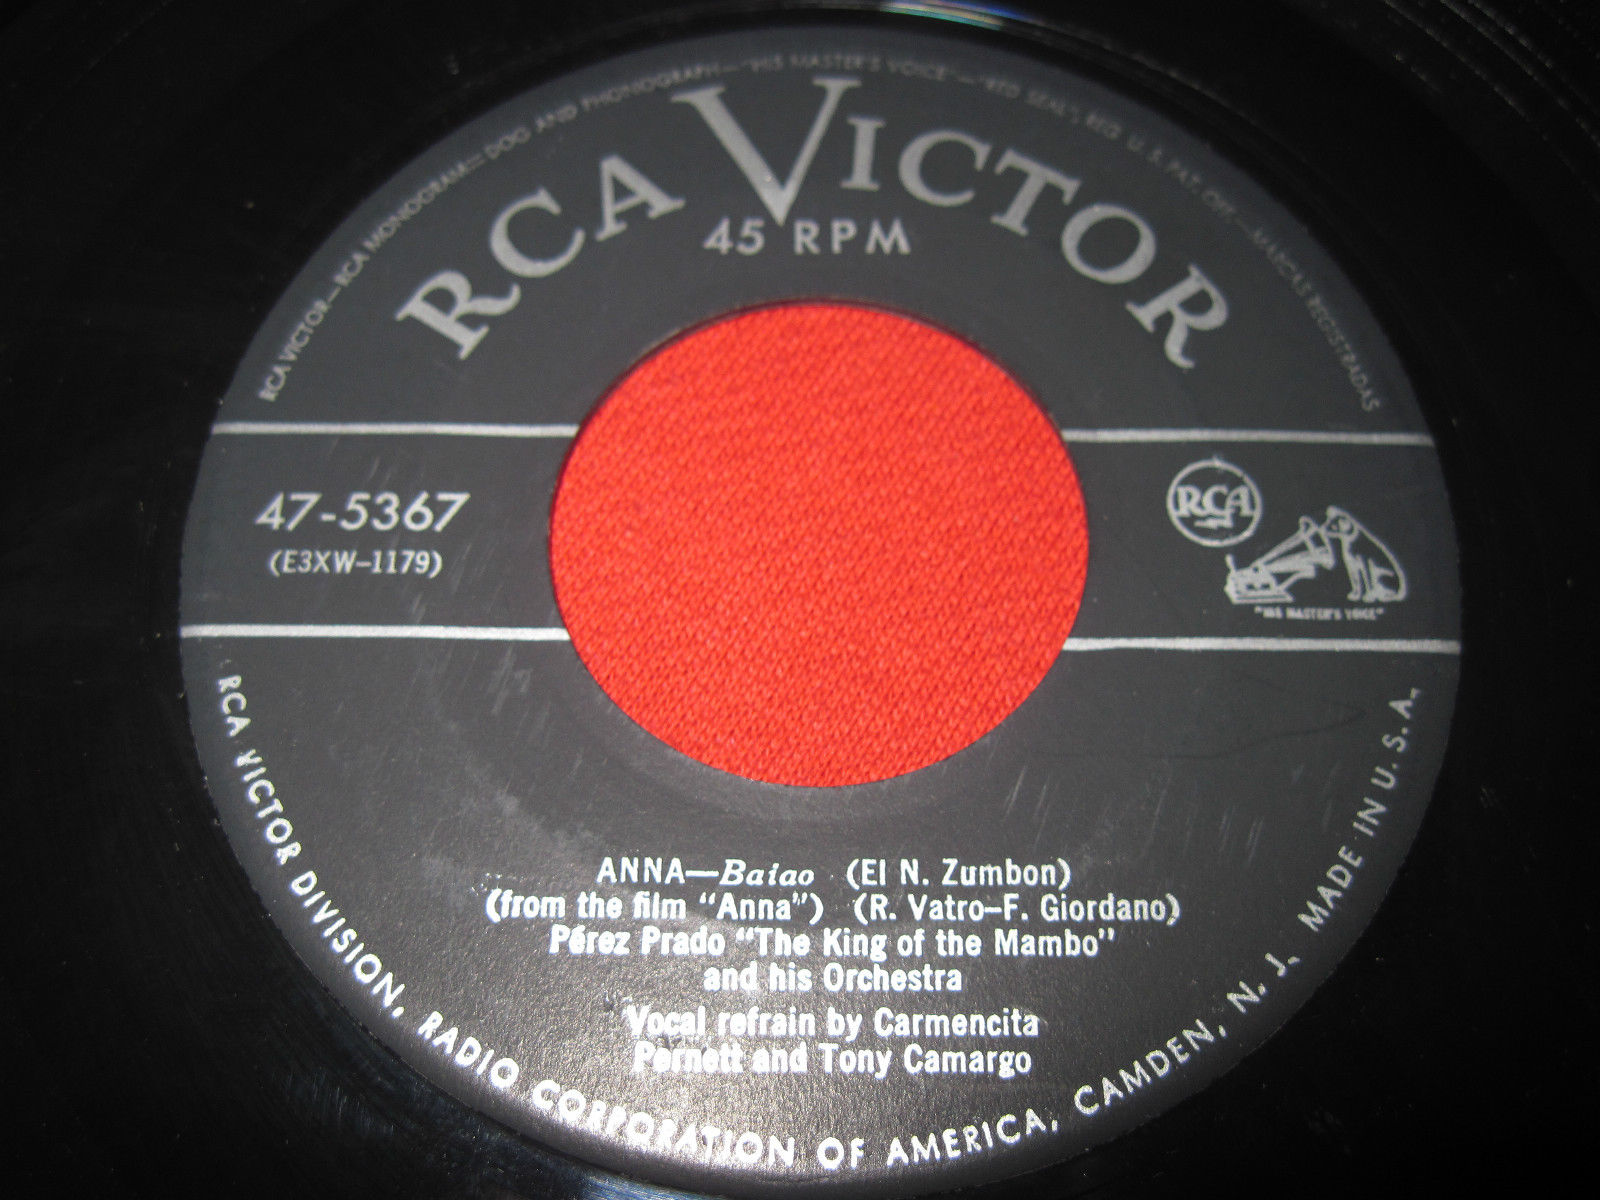 RCA VICTOR—RCA MONOGRAM—DOG AND PHONOGRAPH—"HIS MASTER'S VOICE"—"RED SEAL", REG. U. S. PAT. OFF.—MARCAS REGISTRADAS
RCA VICTOR
45 RPM
47-5367
(E3XW-1179)
RCA
"HIS MASTER'S VOICE"
ANNA—Baiao (El N. Zumbon)
(from the film "Anna") (R. Vatro-F. Giordano)
Pérez Prado "The King of the Mambo"
and his Orchestra
Vocal refrain by Carmencita
Pernett and Tony Camargo
RCA VICTOR DIVISION, RADIO CORPORATION OF AMERICA, CAMDEN, N. J., MADE IN U. S. A.